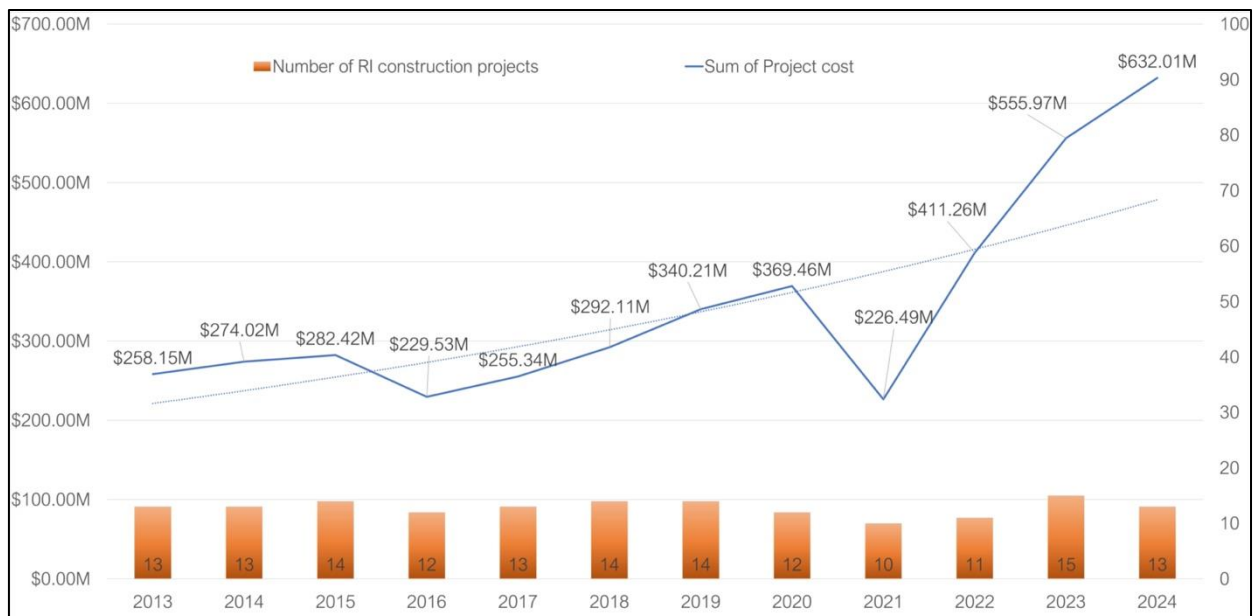 $700.00M
$600.00M
$500.00M
$400.00M
$300.00M
$200.00M
$100.00M
$0.00M
100
90
80
70
60
50
40
30
20
10
0
Number of RI construction projects
Sum of Project cost
$258.15M
$274.02M
$282.42M
$229.53M
$255.34M
$292.11M
$340.21M
$369.46M
$226.49M
$411.26M
$555.97M
$632.01M
13 13 14 12 13 14 14 12 10 11 15 13
2013 2014 2015 2016 2017 2018 2019 2020 2021 2022 2023 2024